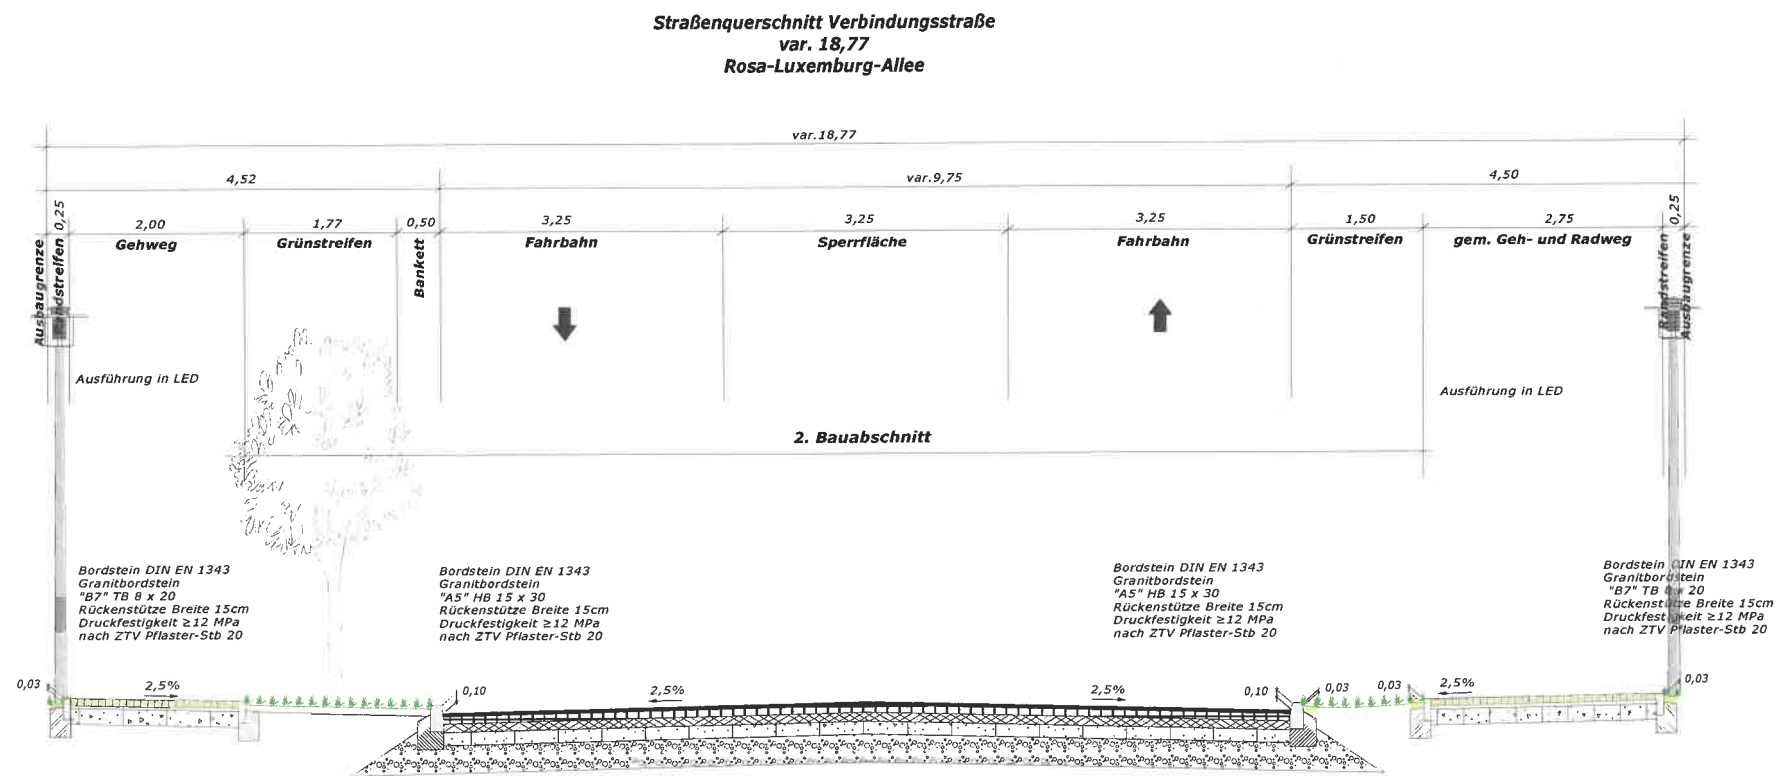 Straßenquerschnitt Verbindungsstraße
var. 18,77
Rosa-Luxemburg-Allee
var.18,77
4,52
var.9,75
4,50
0,25
2,00
1,77
0,50
3,25
3,25
3,25
1,50
2,75
0,25
Ausbaugrenze
Randstreifen
Gehweg
Grünstreifen
Bankett
Fahrbahn
Sperrfläche
Fahrbahn
Grünstreifen
gem. Geh- und Radweg
Randstreifen
Ausbaugrenze
Ausführung in LED
Ausführung in LED
2. Bauabschnitt
Bordstein DIN EN 1343
Granitbordstein
"B7" TB 8 x 20
Rückenstütze Breite 15cm
Druckfestigkeit ≥12 MPa
nach ZTV Pflaster-Stb 20
Bordstein DIN EN 1343
Granitbordstein
"A5" HB 15 x 30
Rückenstütze Breite 15cm
Druckfestigkeit ≥12 MPa
nach ZTV Pflaster-Stb 20
Bordstein DIN EN 1343
Granitbordstein
"A5" HB 15 x 30
Rückenstütze Breite 15cm
Druckfestigkeit ≥12 MPa
nach ZTV Pflaster-Stb 20
Bordstein DIN EN 1343
Granitbordstein
"B7" TB 8 x 20
Rückenstütze Breite 15cm
Druckfestigkeit ≥12 MPa
nach ZTV Pflaster-Stb 20
0,03
2,5%
0,10
2,5%
2,5%
0,10
0,03
0,03
2,5%
0,03